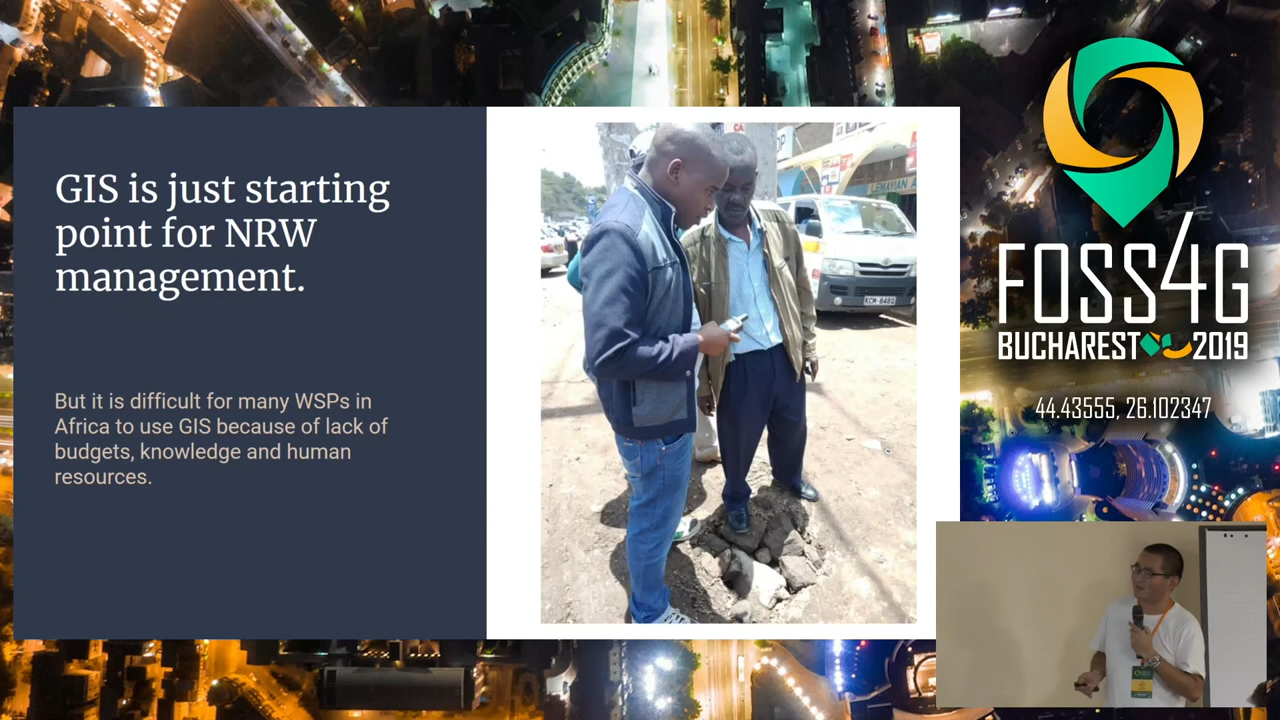 GIS is just starting
point for NRW
management.
But it is difficult for many WSPs in
Africa to use GIS because of lack of
budgets, knowledge and human
resources.
LEMAYIAN A
FOSS4G
BUCHAREST 2019
44.43555, 26.102347